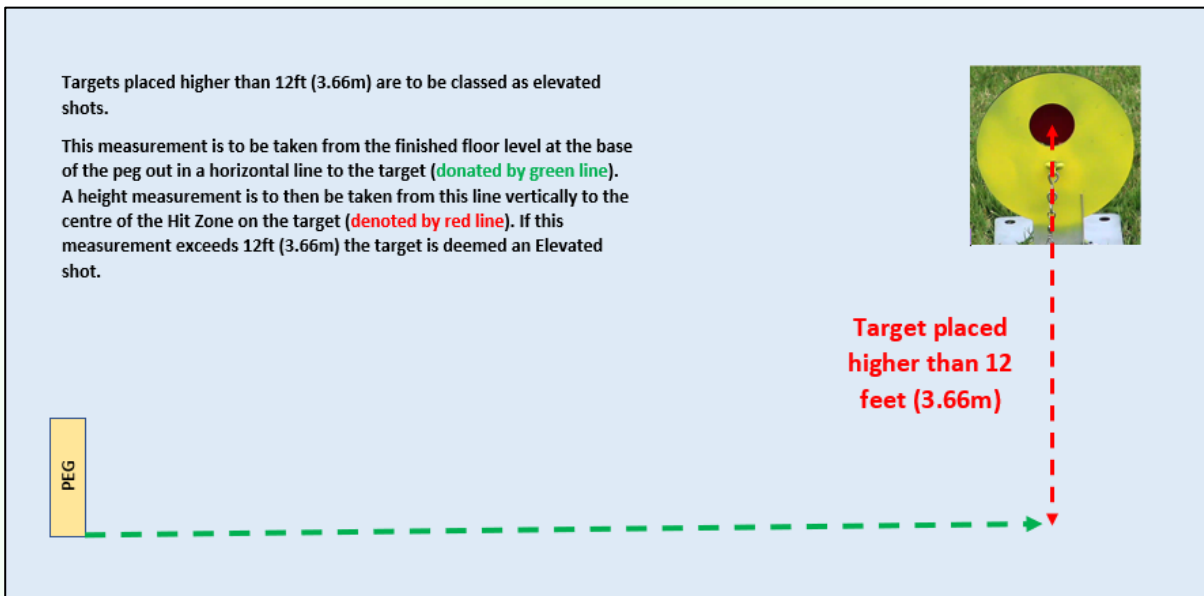 Targets placed higher than 12ft (3.66m) are to be classed as elevated
shots.
This measurement is to be taken from the finished floor level at the base
of the peg out in a horizontal line to the target (donated by green line).
A height measurement is to then be taken from this line vertically to the
centre of the Hit Zone on the target (denoted by red line). If this
measurement exceeds 12ft (3.66m) the target is deemed an Elevated
shot.
Target placed
higher than 12
feet (3.66m)
PEG